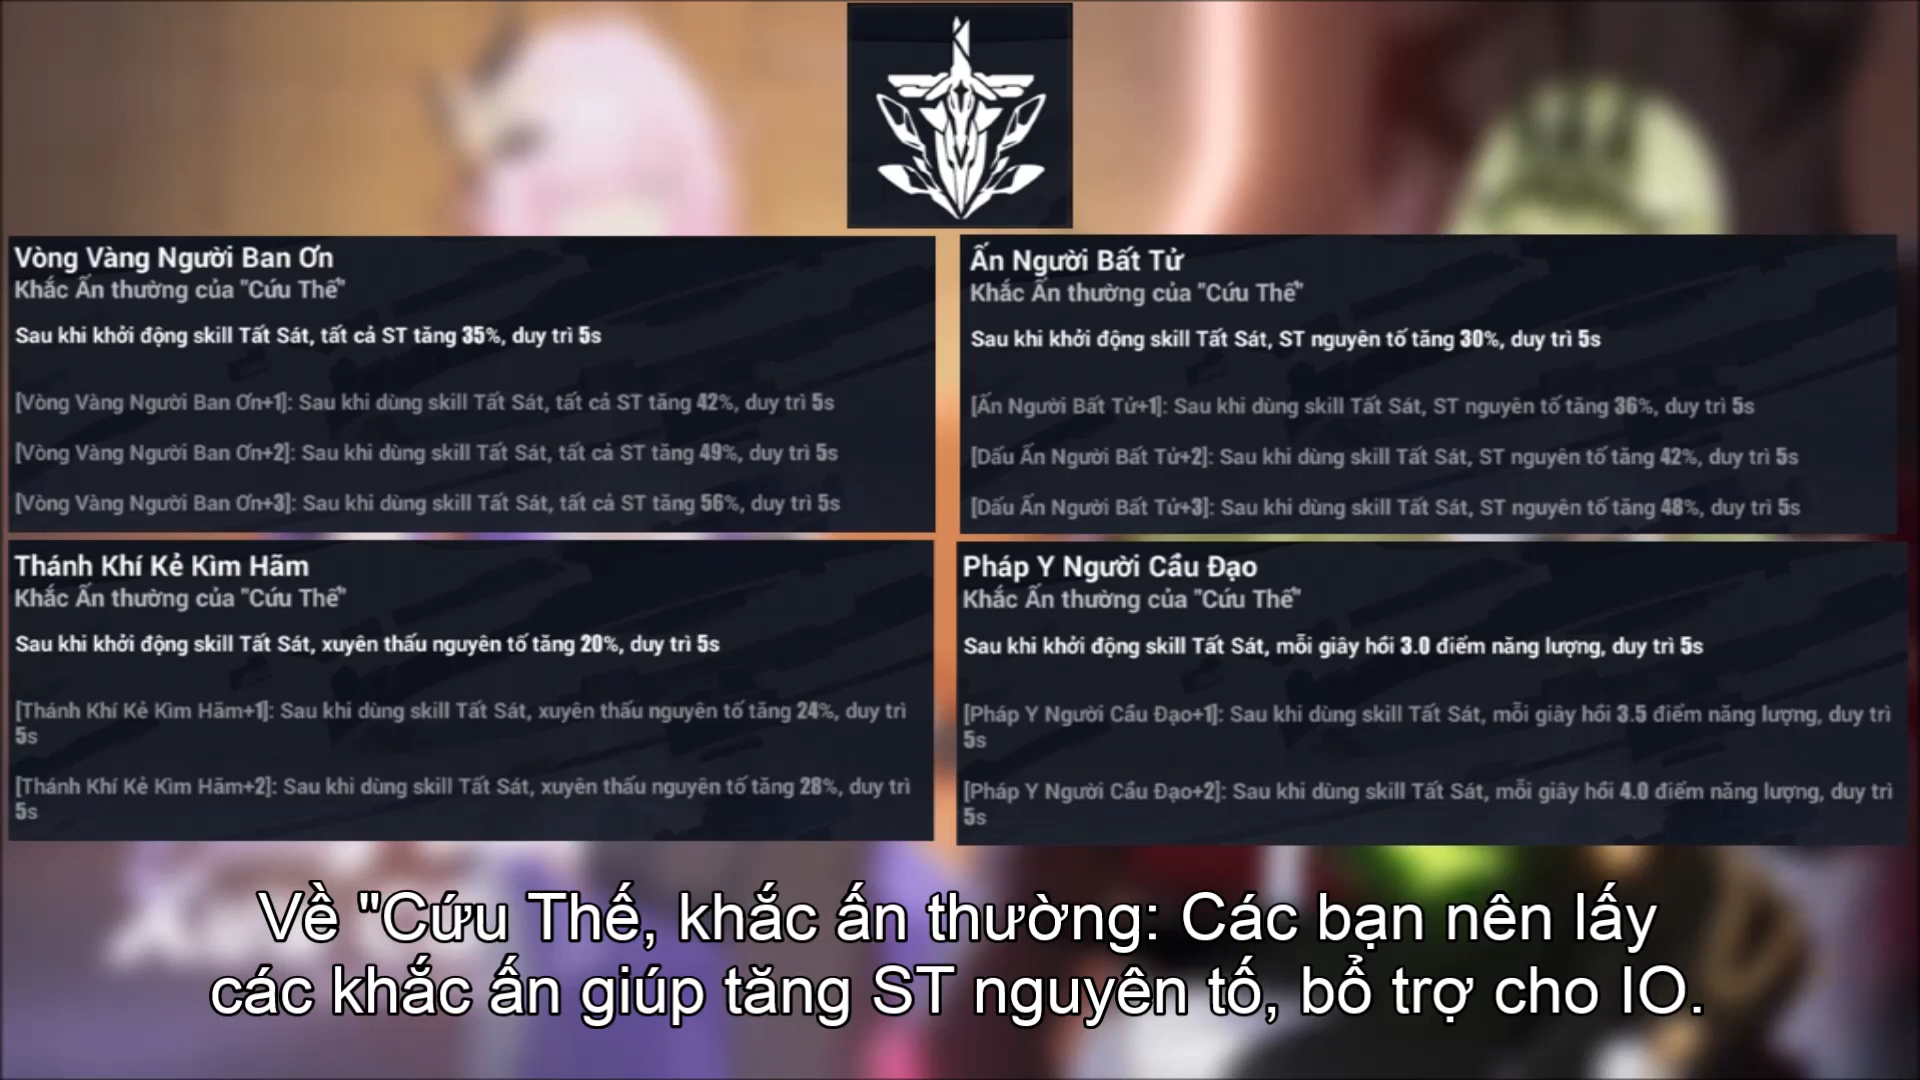 Vòng Vàng Người Ban Ơn
Khắc Ấn thường của "Cứu Thế"
Sau khi khởi động skill Tất Sát, tất cả ST tăng 35%, duy trì 5s
[Vòng Vàng Người Ban Ơn+1]: Sau khi dùng skill Tất Sát, tất cả ST tăng 42%, duy trì 5s
[Vòng Vàng Người Ban Ơn+2]: Sau khi dùng skill Tất Sát, tất cả ST tăng 49%, duy trì 5s
[Vòng Vàng Người Ban Ơn+3]: Sau khi dùng skill Tất Sát, tất cả ST tăng 56%, duy trì 5s
Ấn Người Bất Tử
Khắc Ấn thường của "Cứu Thế"
Sau khi khởi động skill Tất Sát, ST nguyên tố tăng 30%, duy trì 5s
[Ấn Người Bất Tử+1]: Sau khi dùng skill Tất Sát, ST nguyên tố tăng 36%, duy trì 5s
[Dấu Ấn Người Bất Tử+2]: Sau khi dùng skill Tất Sát, ST nguyên tố tăng 42%, duy trì 5s
[Dấu Ấn Người Bất Tử+3]: Sau khi dùng skill Tất Sát, ST nguyên tố tăng 48%, duy trì 5s
Thánh Khí Kẻ Kìm Hãm
Khắc Ấn thường của "Cứu Thế"
Sau khi khởi động skill Tất Sát, xuyên thấu nguyên tố tăng 20%, duy trì 5s
[Thánh Khí Kẻ Kìm Hãm+1]: Sau khi dùng skill Tất Sát, xuyên thấu nguyên tố tăng 24%, duy trì
5s
[Thánh Khí Kẻ Kìm Hãm+2]: Sau khi dùng skill Tất Sát, xuyên thấu nguyên tố tăng 28%, duy trì
5s
Pháp Y Người Cầu Đạo
Khắc Ấn thường của "Cứu Thế"
Sau khi khởi động skill Tất Sát, mỗi giây hồi 3.0 điểm năng lượng, duy trì 5s
[Pháp Y Người Cầu Đạo+1]: Sau khi dùng skill Tất Sát, mỗi giây hồi 3.5 điểm năng lượng, duy trì
5s
[Pháp Y Người Cầu Đạo+2]: Sau khi dùng skill Tất Sát, mỗi giây hồi 4.0 điểm năng lượng, duy trì
5s
Về "Cứu Thế, khắc ấn thường: Các bạn nên lấy
các khắc ấn giúp tăng ST nguyên tố, bổ trợ cho IO.